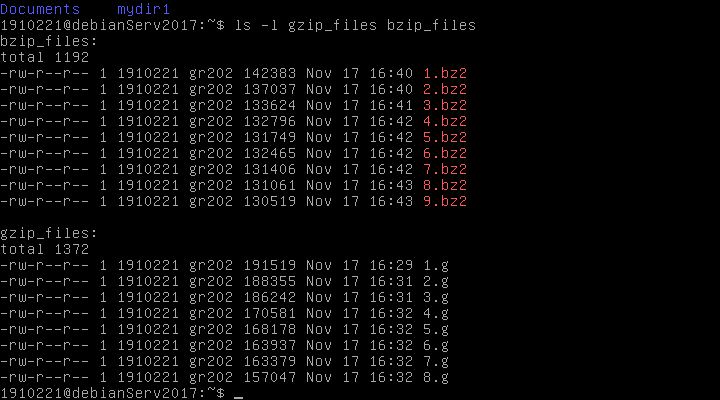 Documents    mydir1
1910221@debianServ2017:~$ ls -l gzip_files bzip_files
bzip_files:
total 1192
-rw-r--r-- 1 1910221 gr202 142383 Nov 17 16:40 1.bz2
-rw-r--r-- 1 1910221 gr202 137037 Nov 17 16:40 2.bz2
-rw-r--r-- 1 1910221 gr202 133624 Nov 17 16:41 3.bz2
-rw-r--r-- 1 1910221 gr202 132796 Nov 17 16:42 4.bz2
-rw-r--r-- 1 1910221 gr202 131749 Nov 17 16:42 5.bz2
-rw-r--r-- 1 1910221 gr202 132465 Nov 17 16:42 6.bz2
-rw-r--r-- 1 1910221 gr202 131406 Nov 17 16:42 7.bz2
-rw-r--r-- 1 1910221 gr202 131061 Nov 17 16:43 8.bz2
-rw-r--r-- 1 1910221 gr202 130519 Nov 17 16:43 9.bz2

gzip_files:
total 1372
-rw-r--r-- 1 1910221 gr202 191519 Nov 17 16:29 1.g
-rw-r--r-- 1 1910221 gr202 188355 Nov 17 16:31 2.g
-rw-r--r-- 1 1910221 gr202 186242 Nov 17 16:31 3.g
-rw-r--r-- 1 1910221 gr202 170581 Nov 17 16:32 4.g
-rw-r--r-- 1 1910221 gr202 168178 Nov 17 16:32 5.g
-rw-r--r-- 1 1910221 gr202 163937 Nov 17 16:32 6.g
-rw-r--r-- 1 1910221 gr202 163379 Nov 17 16:32 7.g
-rw-r--r-- 1 1910221 gr202 157047 Nov 17 16:32 8.g
1910221@debianServ2017:~$ _